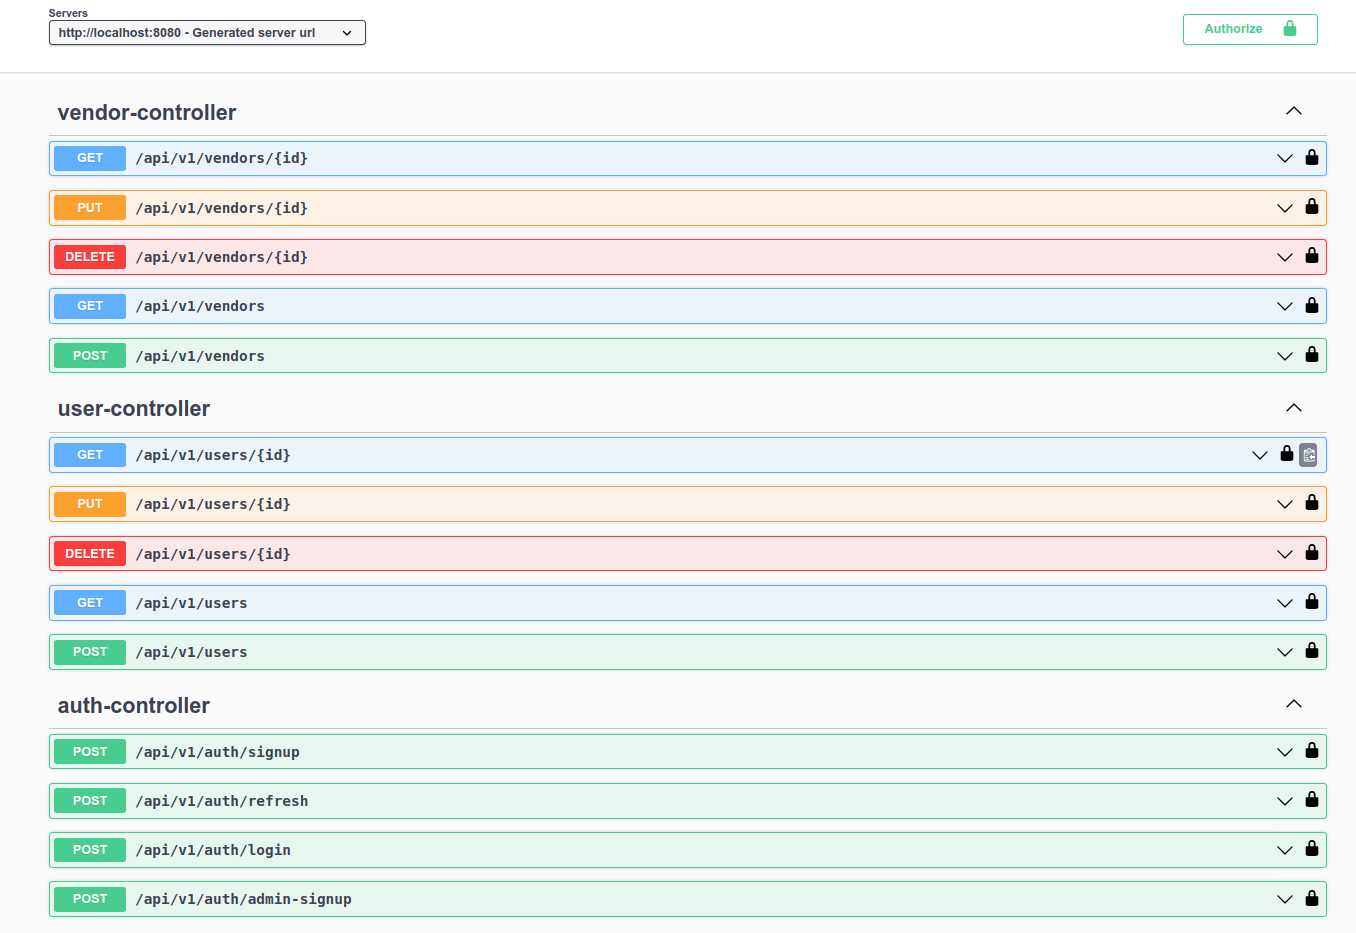 Servers
http://localhost:8080 - Generated server url
Authorize
vendor-controller
GET /api/v1/vendors/{id}
PUT /api/v1/vendors/{id}
DELETE /api/v1/vendors/{id}
GET /api/v1/vendors
POST /api/v1/vendors
user-controller
GET /api/v1/users/{id}
PUT /api/v1/users/{id}
DELETE /api/v1/users/{id}
GET /api/v1/users
POST /api/v1/users
auth-controller
POST /api/v1/auth/signup
POST /api/v1/auth/refresh
POST /api/v1/auth/login
POST /api/v1/auth/admin-signup